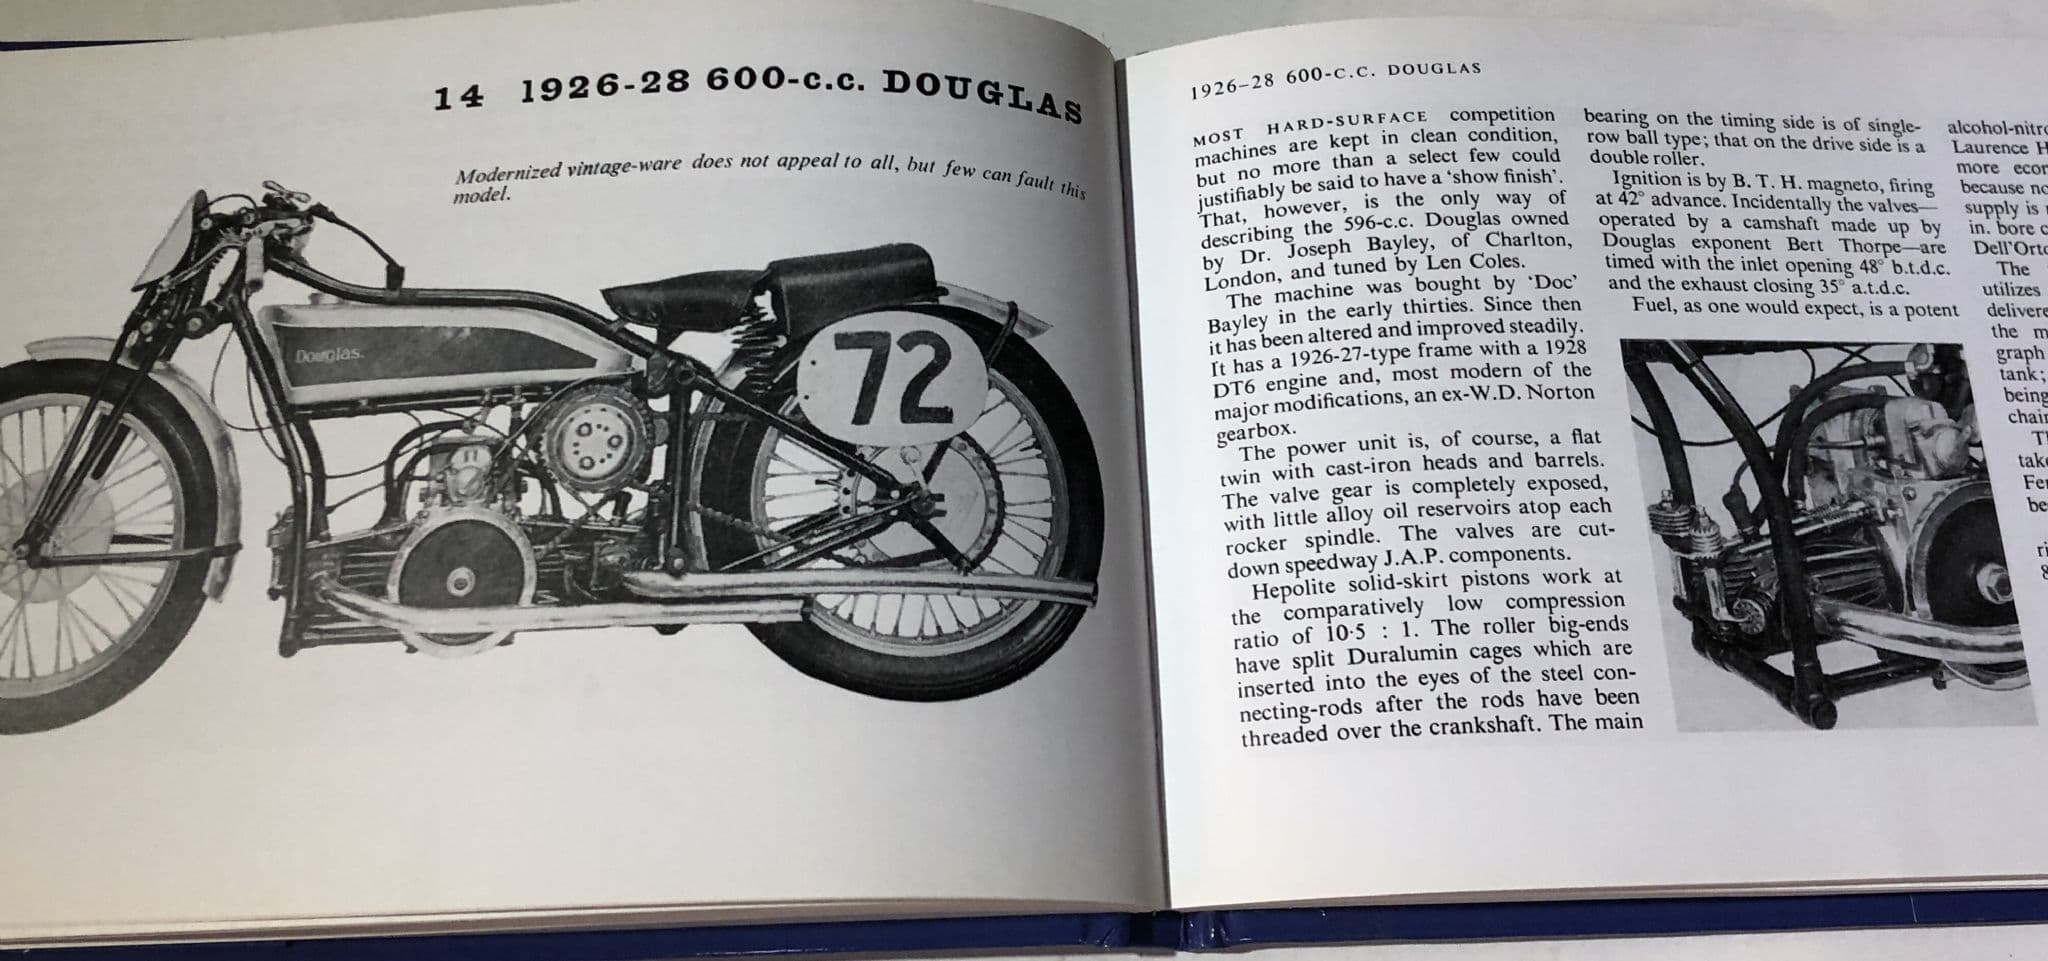 14 1926-28 600-c.c. DOUGLAS
Modernized vintage-ware does not appeal to all, but few can fault this
model.
Douglas.
72
1926–28 600-C.C. DOUGLAS
MOST HARD-SURFACE competition
machines are kept in clean condition,
but no more than a select few could
justifiably be said to have a ‘show finish’.
That, however, is the only way of
describing the 596-c.c. Douglas owned
by Dr. Joseph Bayley, of Charlton,
London, and tuned by Len Coles.
The machine was bought by ‘Doc’
Bayley in the early thirties. Since then
it has been altered and improved steadily.
It has a 1926-27-type frame with a 1928
DT6 engine and, most modern of the
major modifications, an ex-W.D. Norton
gearbox.
The power unit is, of course, a flat
twin with cast-iron heads and barrels.
The valve gear is completely exposed,
with little alloy oil reservoirs atop each
rocker spindle. The valves are cut-
down speedway J.A.P. components.
Hepolite solid-skirt pistons work at
the comparatively low compression
ratio of 10·5 : 1. The roller big-ends
have split Duralumin cages which are
inserted into the eyes of the steel con-
necting-rods after the rods have been
threaded over the crankshaft. The main
bearing on the timing side is of single-
row ball type; that on the drive side is a
double roller.
Ignition is by B. T. H. magneto, firing
at 42° advance. Incidentally the valves—
operated by a camshaft made up by
Douglas exponent Bert Thorpe—are
timed with the inlet opening 48° b.t.d.c.
and the exhaust closing 35° a.t.d.c.
Fuel, as one would expect, is a potent
alcohol-nitro
Laurence H
more econ
because no
supply is
in. bore c
Dell'Orto
The
utilizes
delivere
the m
graph
tank;
being
chain
T
take
Fer
be
ri
8